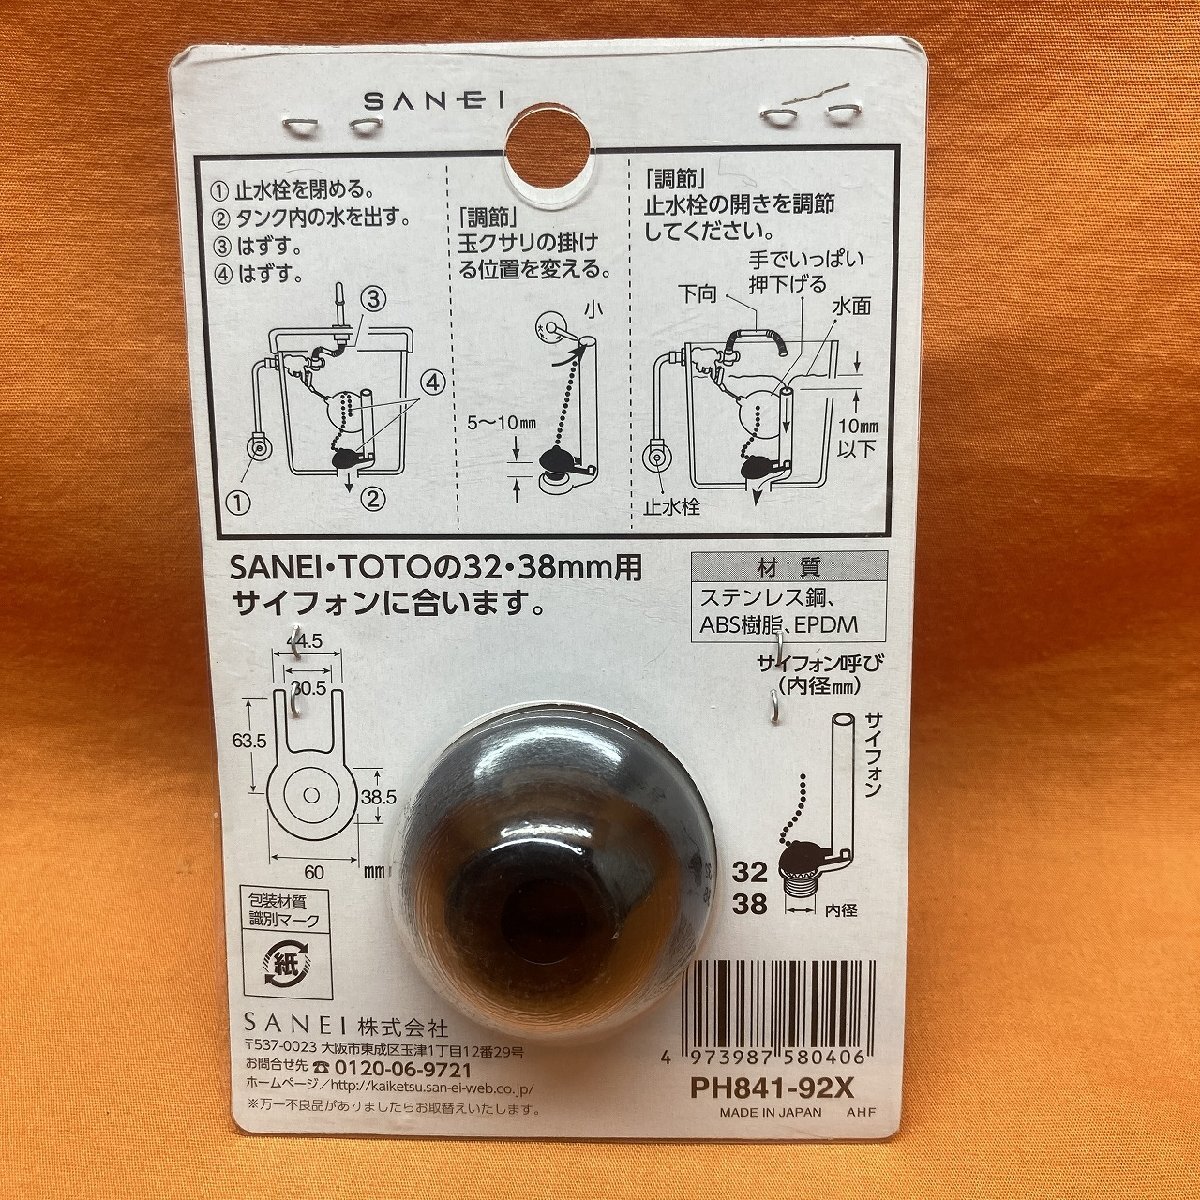 SANEI
① 止水栓を閉める。
② タンク内の水を出す。
③ はずす。
④ はずす。
③
④
①
②
「調節」
玉クサリの掛け
る位置を変える。
小
大
5〜10mm
「調節」
止水栓の開きを調節
してください。
手でいっぱい
押下げる
下向
水面
10mm
以下
止水栓
SANEI・TOTOの32・38mm用
サイフォンに合います。
材 質
ステンレス鋼、
ABS樹脂、EPDM
44.5
30.5
63.5
38.5
60
mm
サイフォン呼び
(内径mm)
サイフォン
32
38
内径
包装材質
識別マーク
紙
SANEI 株式会社
〒537-0023 大阪市東成区玉津1丁目12番29号
お問合せ先 ☎ 0120-06-9721
ホームページ/http://kaiketsu.san-ei-web.co.jp/
※万一不良品がありましたらお取替えいたします。
4 973987 580406
PH841-92X
MADE IN JAPAN AHF